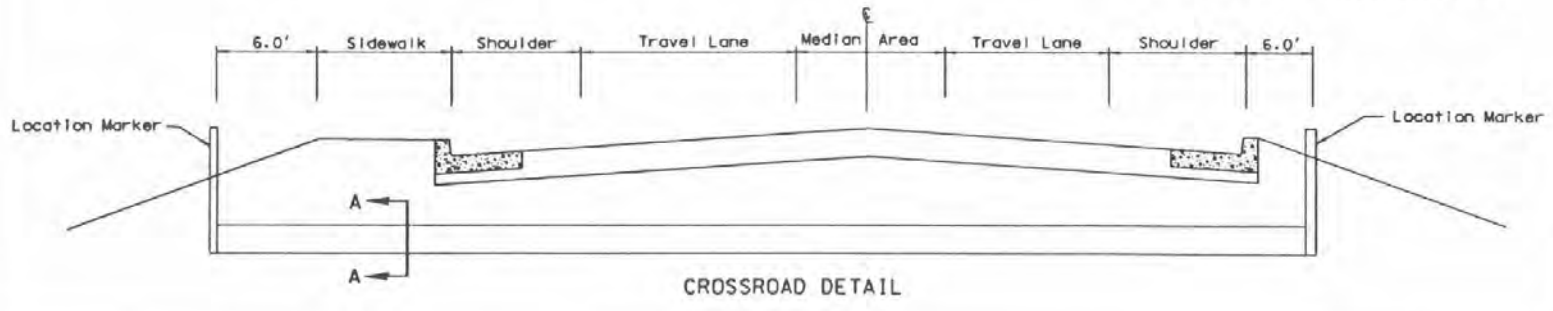 ℄
6.0' Sidewalk Shoulder Travel Lane Median Area Travel Lane Shoulder 6.0'
Location Marker
Location Marker
A
A
CROSSROAD DETAIL